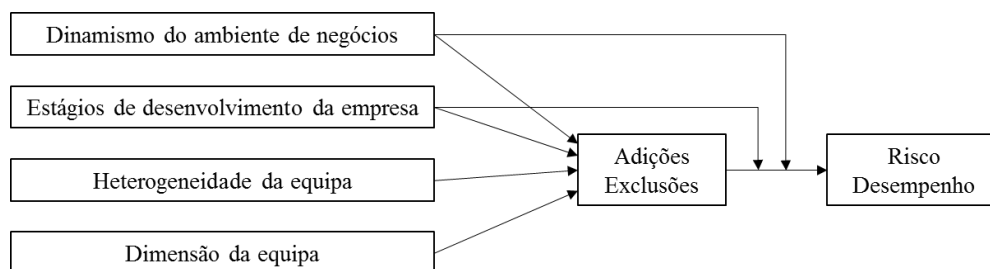 Dinamismo do ambiente de negócios
Estágios de desenvolvimento da empresa
Heterogeneidade da equipa
Dimensão da equipa
Adições
Exclusões
Risco
Desempenho